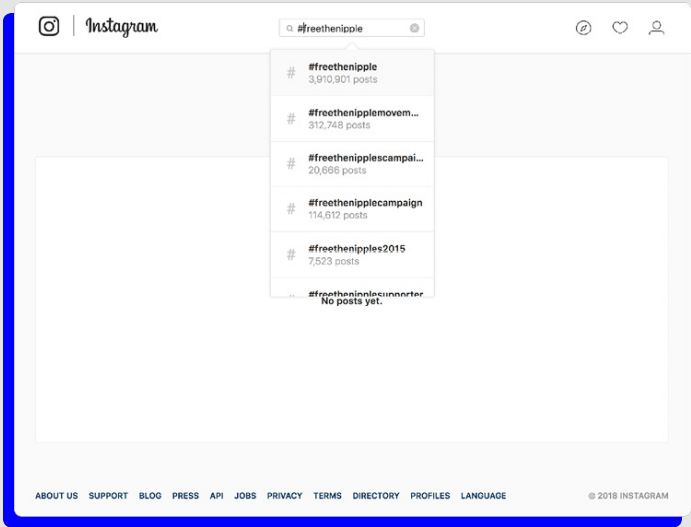 Instagram
#freethenipple
#freethenipple
3,910,901 posts
#freethenipplemovem...
312,748 posts
#freethenipplescampai...
20,666 posts
#freethenipplecampaign
114,612 posts
#freethenipples2015
7,523 posts
#freethenipplesupporter
No posts yet.
ABOUT US SUPPORT BLOG PRESS API JOBS PRIVACY TERMS DIRECTORY PROFILES LANGUAGE
© 2018 INSTAGRAM